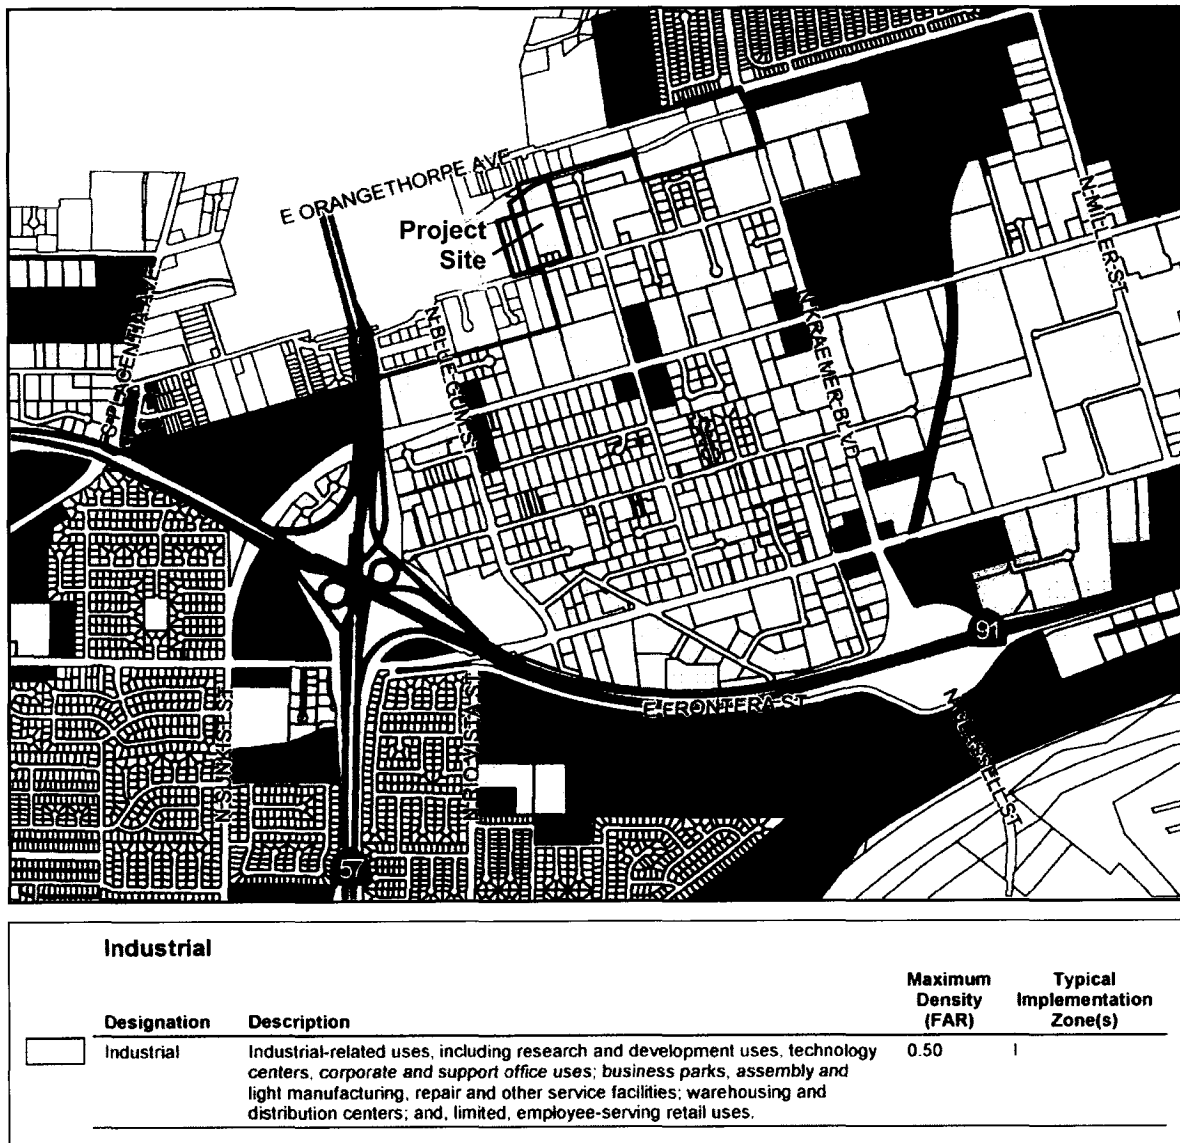 E ORANGETHORPE AVE
Project
Site
N MILLER ST
S PLACENTIA AVE
N BLUE GUM ST
N KRAEMER BLVD
91
E FRONTERA ST
N SUNKIST ST
N RIO VISTA ST
57
Industrial
Maximum Typical
Density Implementation
Designation Description (FAR) Zone(s)
Industrial Industrial-related uses, including research and development uses, technology 0.50 I
centers, corporate and support office uses; business parks, assembly and
light manufacturing, repair and other service facilities; warehousing and
distribution centers; and, limited, employee-serving retail uses.